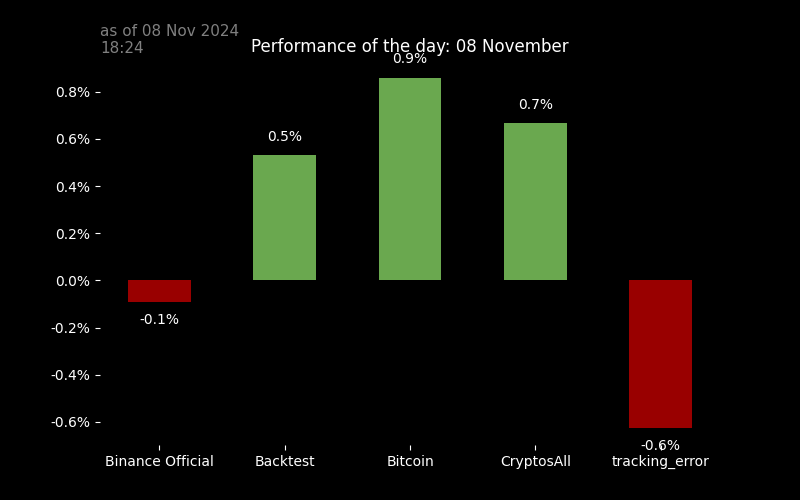 as of 08 Nov 2024
18:24
Performance of the day: 08 November
0.9%
0.8%
0.7%
0.6%
0.5%
0.4%
0.2%
0.0%
-0.1%
-0.2%
-0.4%
-0.6%
-0.6%
Binance Official
Backtest
Bitcoin
CryptosAll
tracking_error